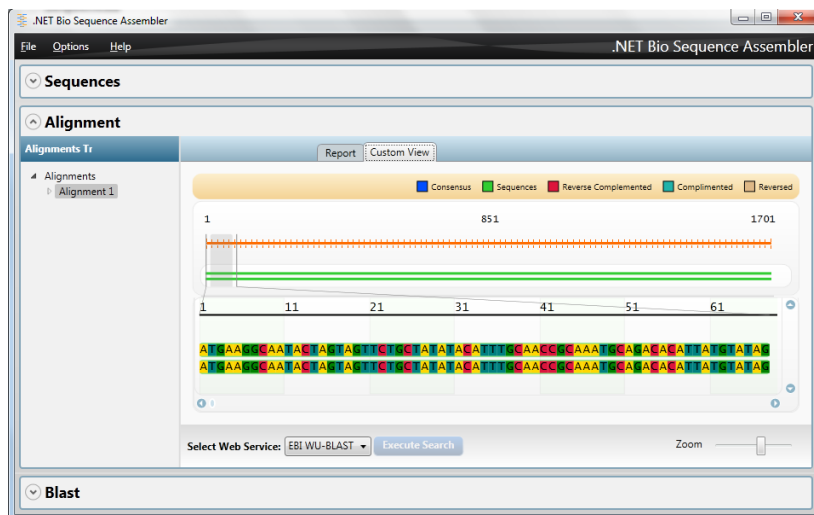 .NET Bio Sequence Assembler
File Options Help .NET Bio Sequence Assembler
Sequences
Alignment
Alignments Tr Report Custom View
Alignments
Alignment 1
Consensus Sequences Reverse Complemented Complimented Reversed
1 851 1701
1 11 21 31 41 51 61
ATGAAGGCAATACTAGTAGTTCTGCTATATACATTTGCAACCGCAAATGCAGACACATTATGTATAG
ATGAAGGCAATACTAGTAGTTCTGCTATATACATTTGCAACCGCAAATGCAGACACATTATGTATAG
Select Web Service: EBI WU-BLAST Execute Search Zoom
Blast